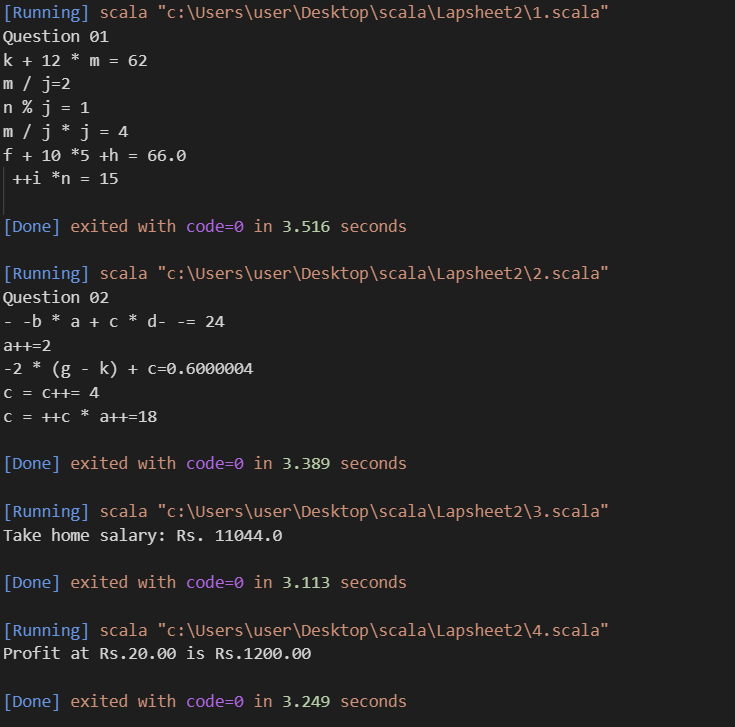 [Running] scala "c:\Users\user\Desktop\scala\Lapsheet2\1.scala"
Question 01
k + 12 * m = 62
m / j=2
n % j = 1
m / j * j = 4
f + 10 *5 +h = 66.0
++i *n = 15
[Done] exited with code=0 in 3.516 seconds
[Running] scala "c:\Users\user\Desktop\scala\Lapsheet2\2.scala"
Question 02
- -b * a + c * d- -= 24
a++=2
-2 * (g - k) + c=0.6000004
c = c++= 4
c = ++c * a++=18
[Done] exited with code=0 in 3.389 seconds
[Running] scala "c:\Users\user\Desktop\scala\Lapsheet2\3.scala"
Take home salary: Rs. 11044.0
[Done] exited with code=0 in 3.113 seconds
[Running] scala "c:\Users\user\Desktop\scala\Lapsheet2\4.scala"
Profit at Rs.20.00 is Rs.1200.00
[Done] exited with code=0 in 3.249 seconds